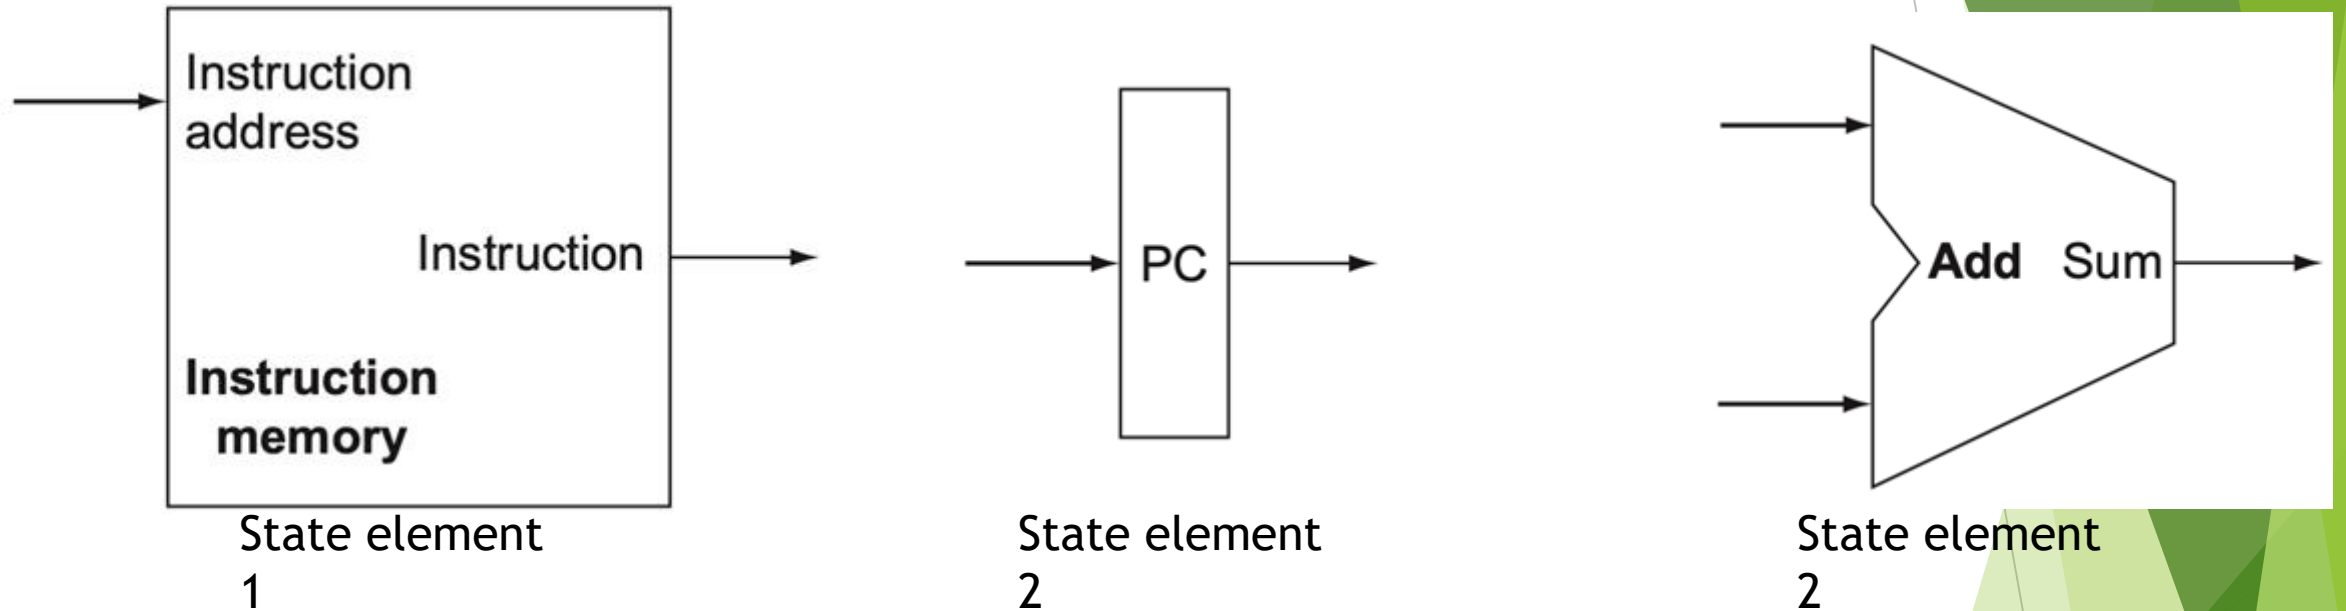 Instruction
address
Instruction
Instruction
memory
State element
1
PC
State element
2
Add Sum
State element
2